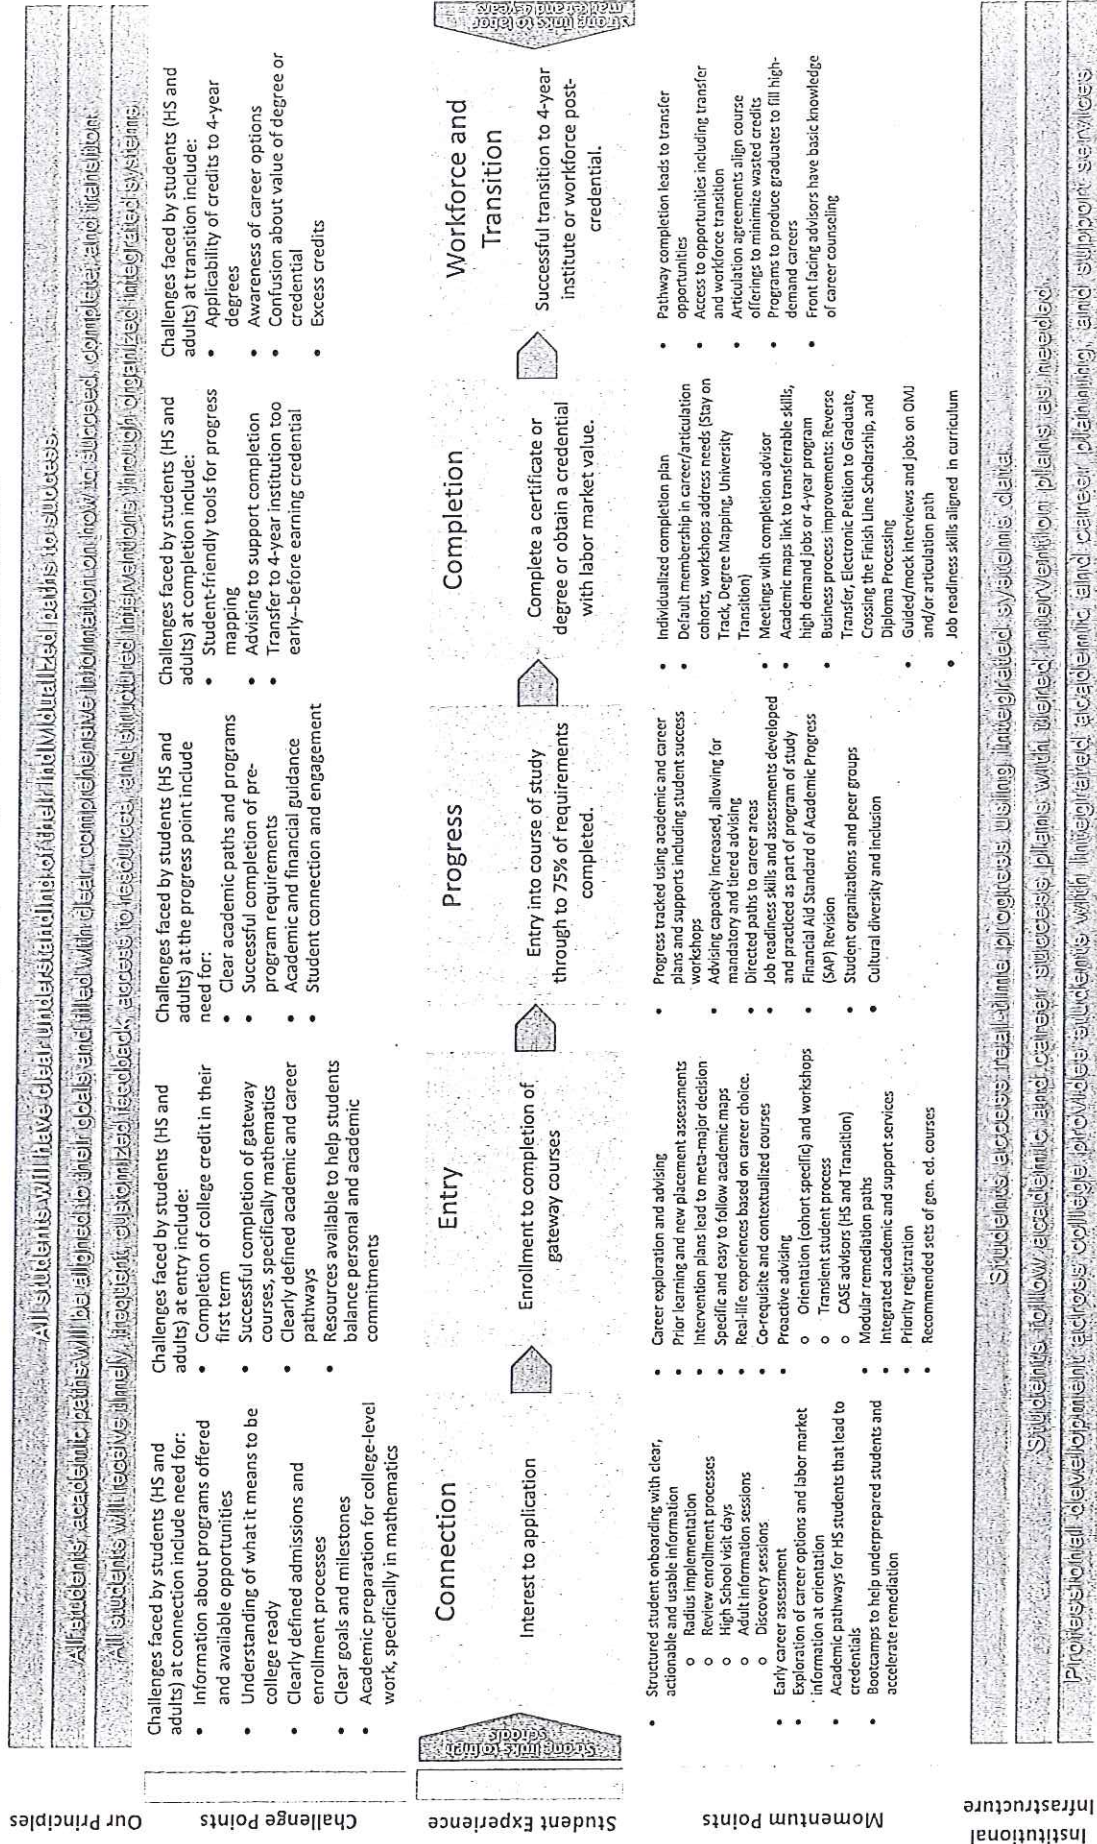 Our Principles
All students will have clear understanding of their individualized paths to success.
All students' academic paths will be aligned to their goals and filled with clear, comprehensive information on how to succeed, complete, and transition.
All students will receive timely, frequent, customized feedback, access to resources, and structured interventions through organized integrated systems.
Challenge Points
Challenges faced by students (HS and
adults) at connection include need for:
• Information about programs offered
and available opportunities
• Understanding of what it means to be
college ready
• Clearly defined admissions and
enrollment processes
• Clear goals and milestones
• Academic preparation for college-level
work, specifically in mathematics
Challenges faced by students (HS and
adults) at entry include:
• Completion of college credit in their
first term
• Successful completion of gateway
courses, specifically mathematics
• Clearly defined academic and career
pathways
• Resources available to help students
balance personal and academic
commitments
Challenges faced by students (HS and
adults) at the progress point include
need for:
• Clear academic paths and programs
• Successful completion of pre-
program requirements
• Academic and financial guidance
• Student connection and engagement
Challenges faced by students (HS and
adults) at completion include:
• Student-friendly tools for progress
mapping
• Advising to support completion
• Transfer to 4-year institution too
early--before earning credential
Challenges faced by students (HS and
adults) at transition include:
• Applicability of credits to 4-year
degrees
• Awareness of career options
• Confusion about value of degree or
credential
• Excess credits
Student Experience
Strong links to high
schools
Connection
Interest to application
Entry
Enrollment to completion of
gateway courses
Progress
Entry into course of study
through to 75% of requirements
completed.
Completion
Complete a certificate or
degree or obtain a credential
with labor market value.
Workforce and
Transition
Successful transition to 4-year
institute or workforce post-
credential.
Strong links to labor
market and 4 years
Momentum Points
• Structured student onboarding with clear,
actionable and usable information
o Radius Implementation
o Review enrollment processes
o High School visit days
o Adult information sessions
o Discovery sessions
• Early career assessment
• Exploration of career options and labor market
information at orientation
• Academic pathways for HS students that lead to
credentials
• Bootcamps to help underprepared students and
accelerate remediation
• Career exploration and advising
• Prior learning and new placement assessments
• Intervention plans lead to meta-major decision
• Specific and easy to follow academic maps
• Real-life experiences based on career choice.
• Co-requisite and contextualized courses
• Proactive advising
o Orientation (cohort specific) and workshops
o Transient student process
o CASE advisors (HS and Transition)
• Modular remediation paths
• Integrated academic and support services
• Priority registration
• Recommended sets of gen. ed. courses
• Progress tracked using academic and career
plans and supports including student success
workshops
• Advising capacity increased, allowing for
mandatory and tiered advising
• Directed paths to career areas
• Job readiness skills and assessments developed
and practiced as part of program of study
• Financial Aid Standard of Academic Progress
(SAP) Revision
• Student organizations and peer groups
• Cultural diversity and inclusion
• Individualized completion plan
• Default membership in career/articulation
cohorts, workshops address needs (Stay on
Track, Degree Mapping, University
Transition)
• Meetings with completion advisor
• Academic maps link to transferrable skills,
high demand jobs or 4-year program
• Business process improvements: Reverse
Transfer, Electronic Petition to Graduate,
Crossing the Finish Line Scholarship, and
Diploma Processing
• Guided/mock interviews and jobs on OMJ
and/or articulation path
• Job readiness skills aligned in curriculum
• Pathway completion leads to transfer
opportunities
• Access to opportunities including transfer
and workforce transition
• Articulation agreements align course
offerings to minimize wasted credits
• Programs to produce graduates to fill high-
demand careers
• Front facing advisors have basic knowledge
of career counseling
Institutional
Infrastructure
Students access real-time progress using integrated systems data.
Students follow academic and career success plans with tiered intervention plans as needed.
Professional development across college provides students with integrated academic and career planning, and support services